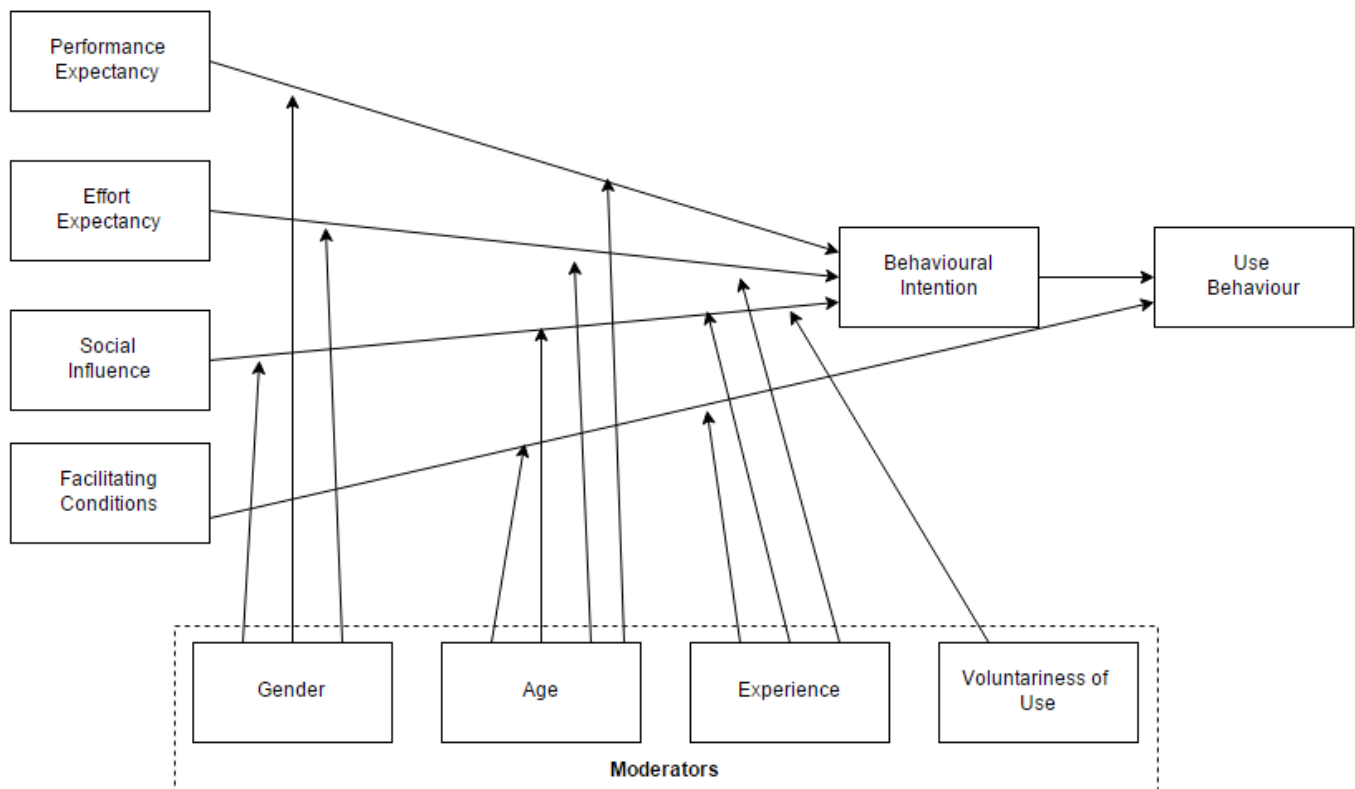 Performance
Expectancy
Effort
Expectancy
Social
Influence
Facilitating
Conditions
Behavioural
Intention
Use
Behaviour
Gender
Age
Experience
Voluntariness of
Use
Moderators